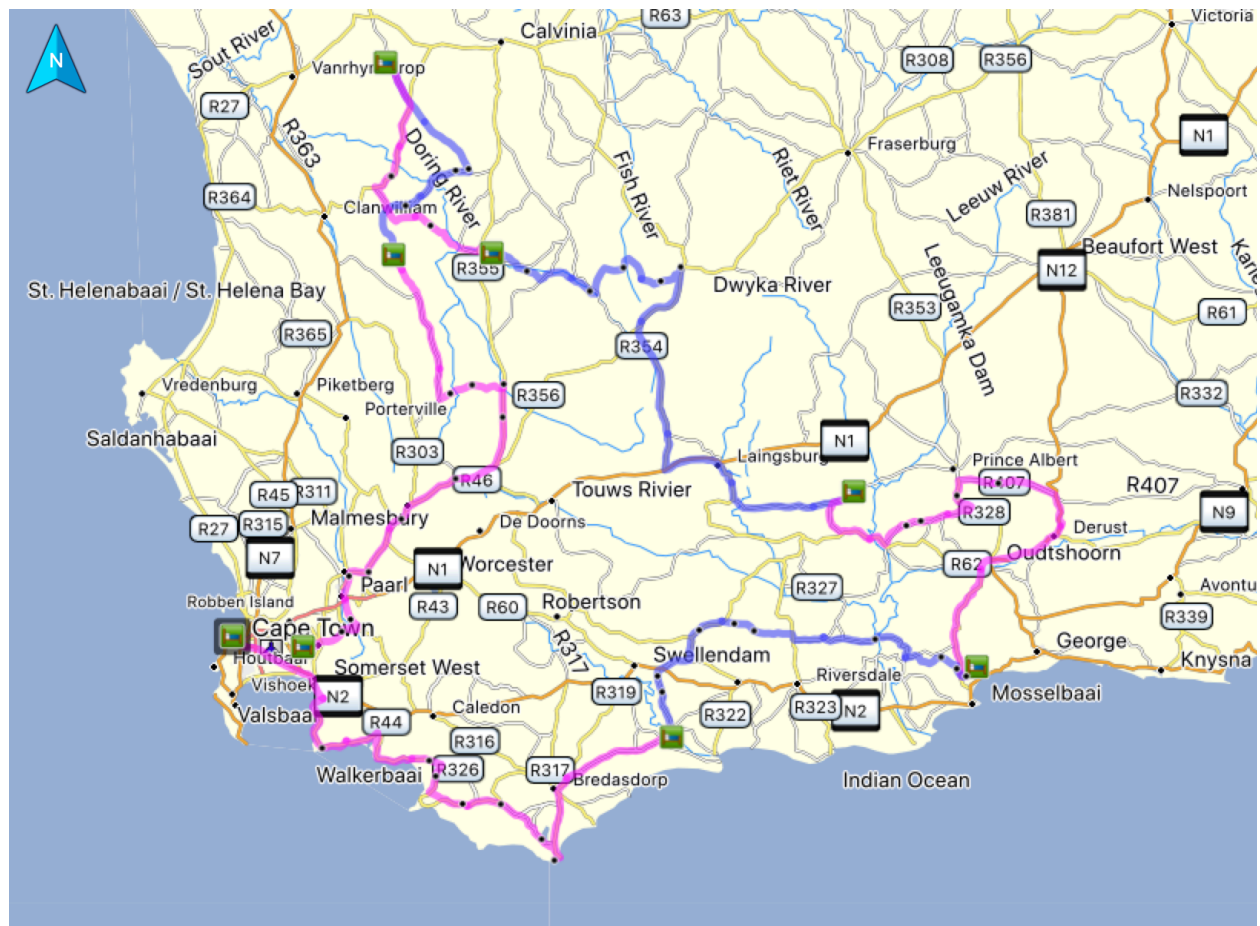 R63
Victoria
Calvinia
Sout River
N
Vanrhyn
rop
R308
R356
R27
N1
R363
Doring River
Fish River
Riet River
Fraserburg
Leeuw River
Nelspoort
R364
Clanwilliam
R381
Beaufort West
R355
N12
St. Helenabaai / St. Helena Bay
Dwyka River
Leeugamka Dam
R353
R61
R365
R354
Vredenburg
Piketberg
R356
R332
Porterville
Saldanhabaai
R303
N1
Laingsburg
Prince Albert
R46
R407
R407
R45
R311
Touws Rivier
R328
N9
Malmesbury
R27
R315
De Doorns
Derust
N7
Oudtshoorn
N1
Worcester
R62
Paarl
R327
Avontu
Robben Island
R43
R60
Robertson
R339
Cape Town
R317
George
Houtbaai
Swellendam
Knysna
Somerset West
Vishoek
Riversdale
N2
R319
Mosselbaai
Valsbaai
Caledon
R322
R323
N2
R44
R316
Walkerbaai
R326
R317
Bredasdorp
Indian Ocean